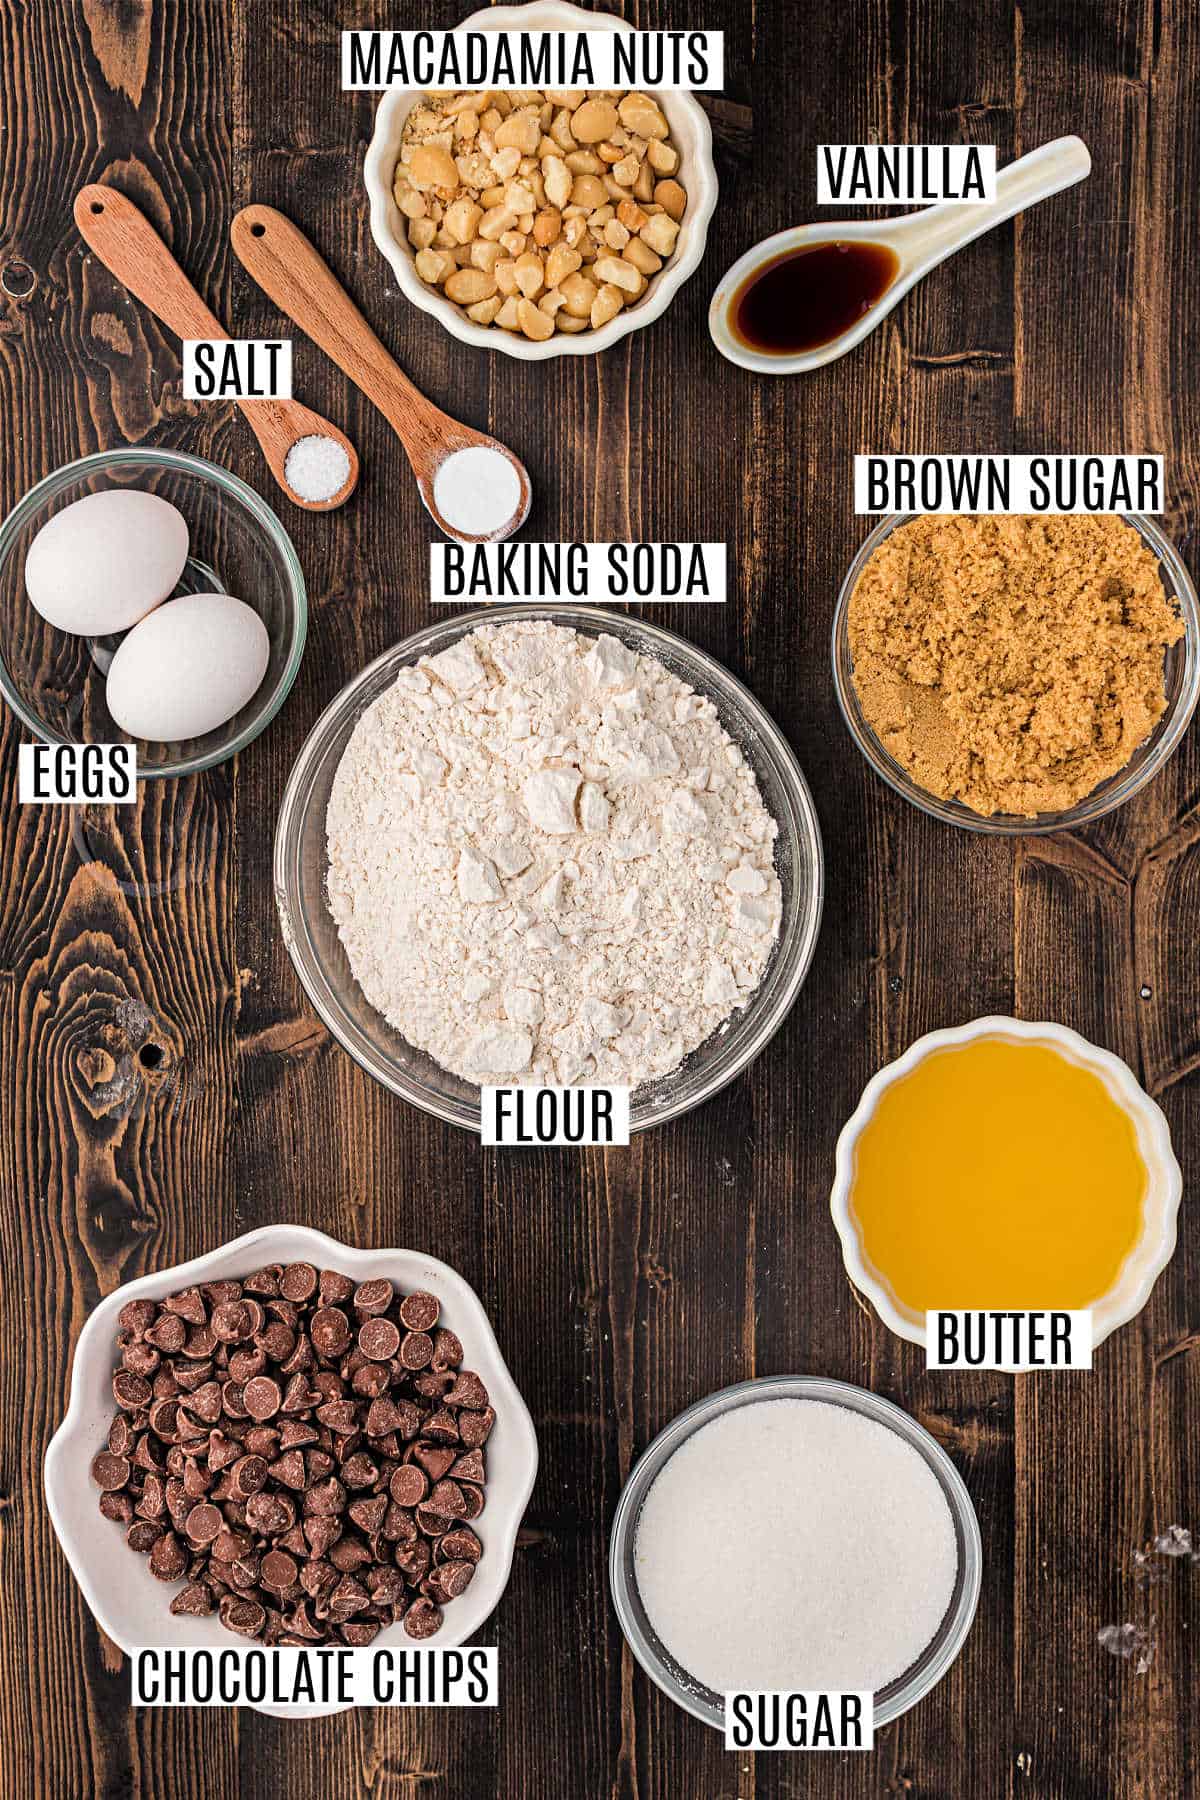 MACADAMIA NUTS
VANILLA
SALT
BROWN SUGAR
BAKING SODA
EGGS
FLOUR
BUTTER
CHOCOLATE CHIPS
SUGAR